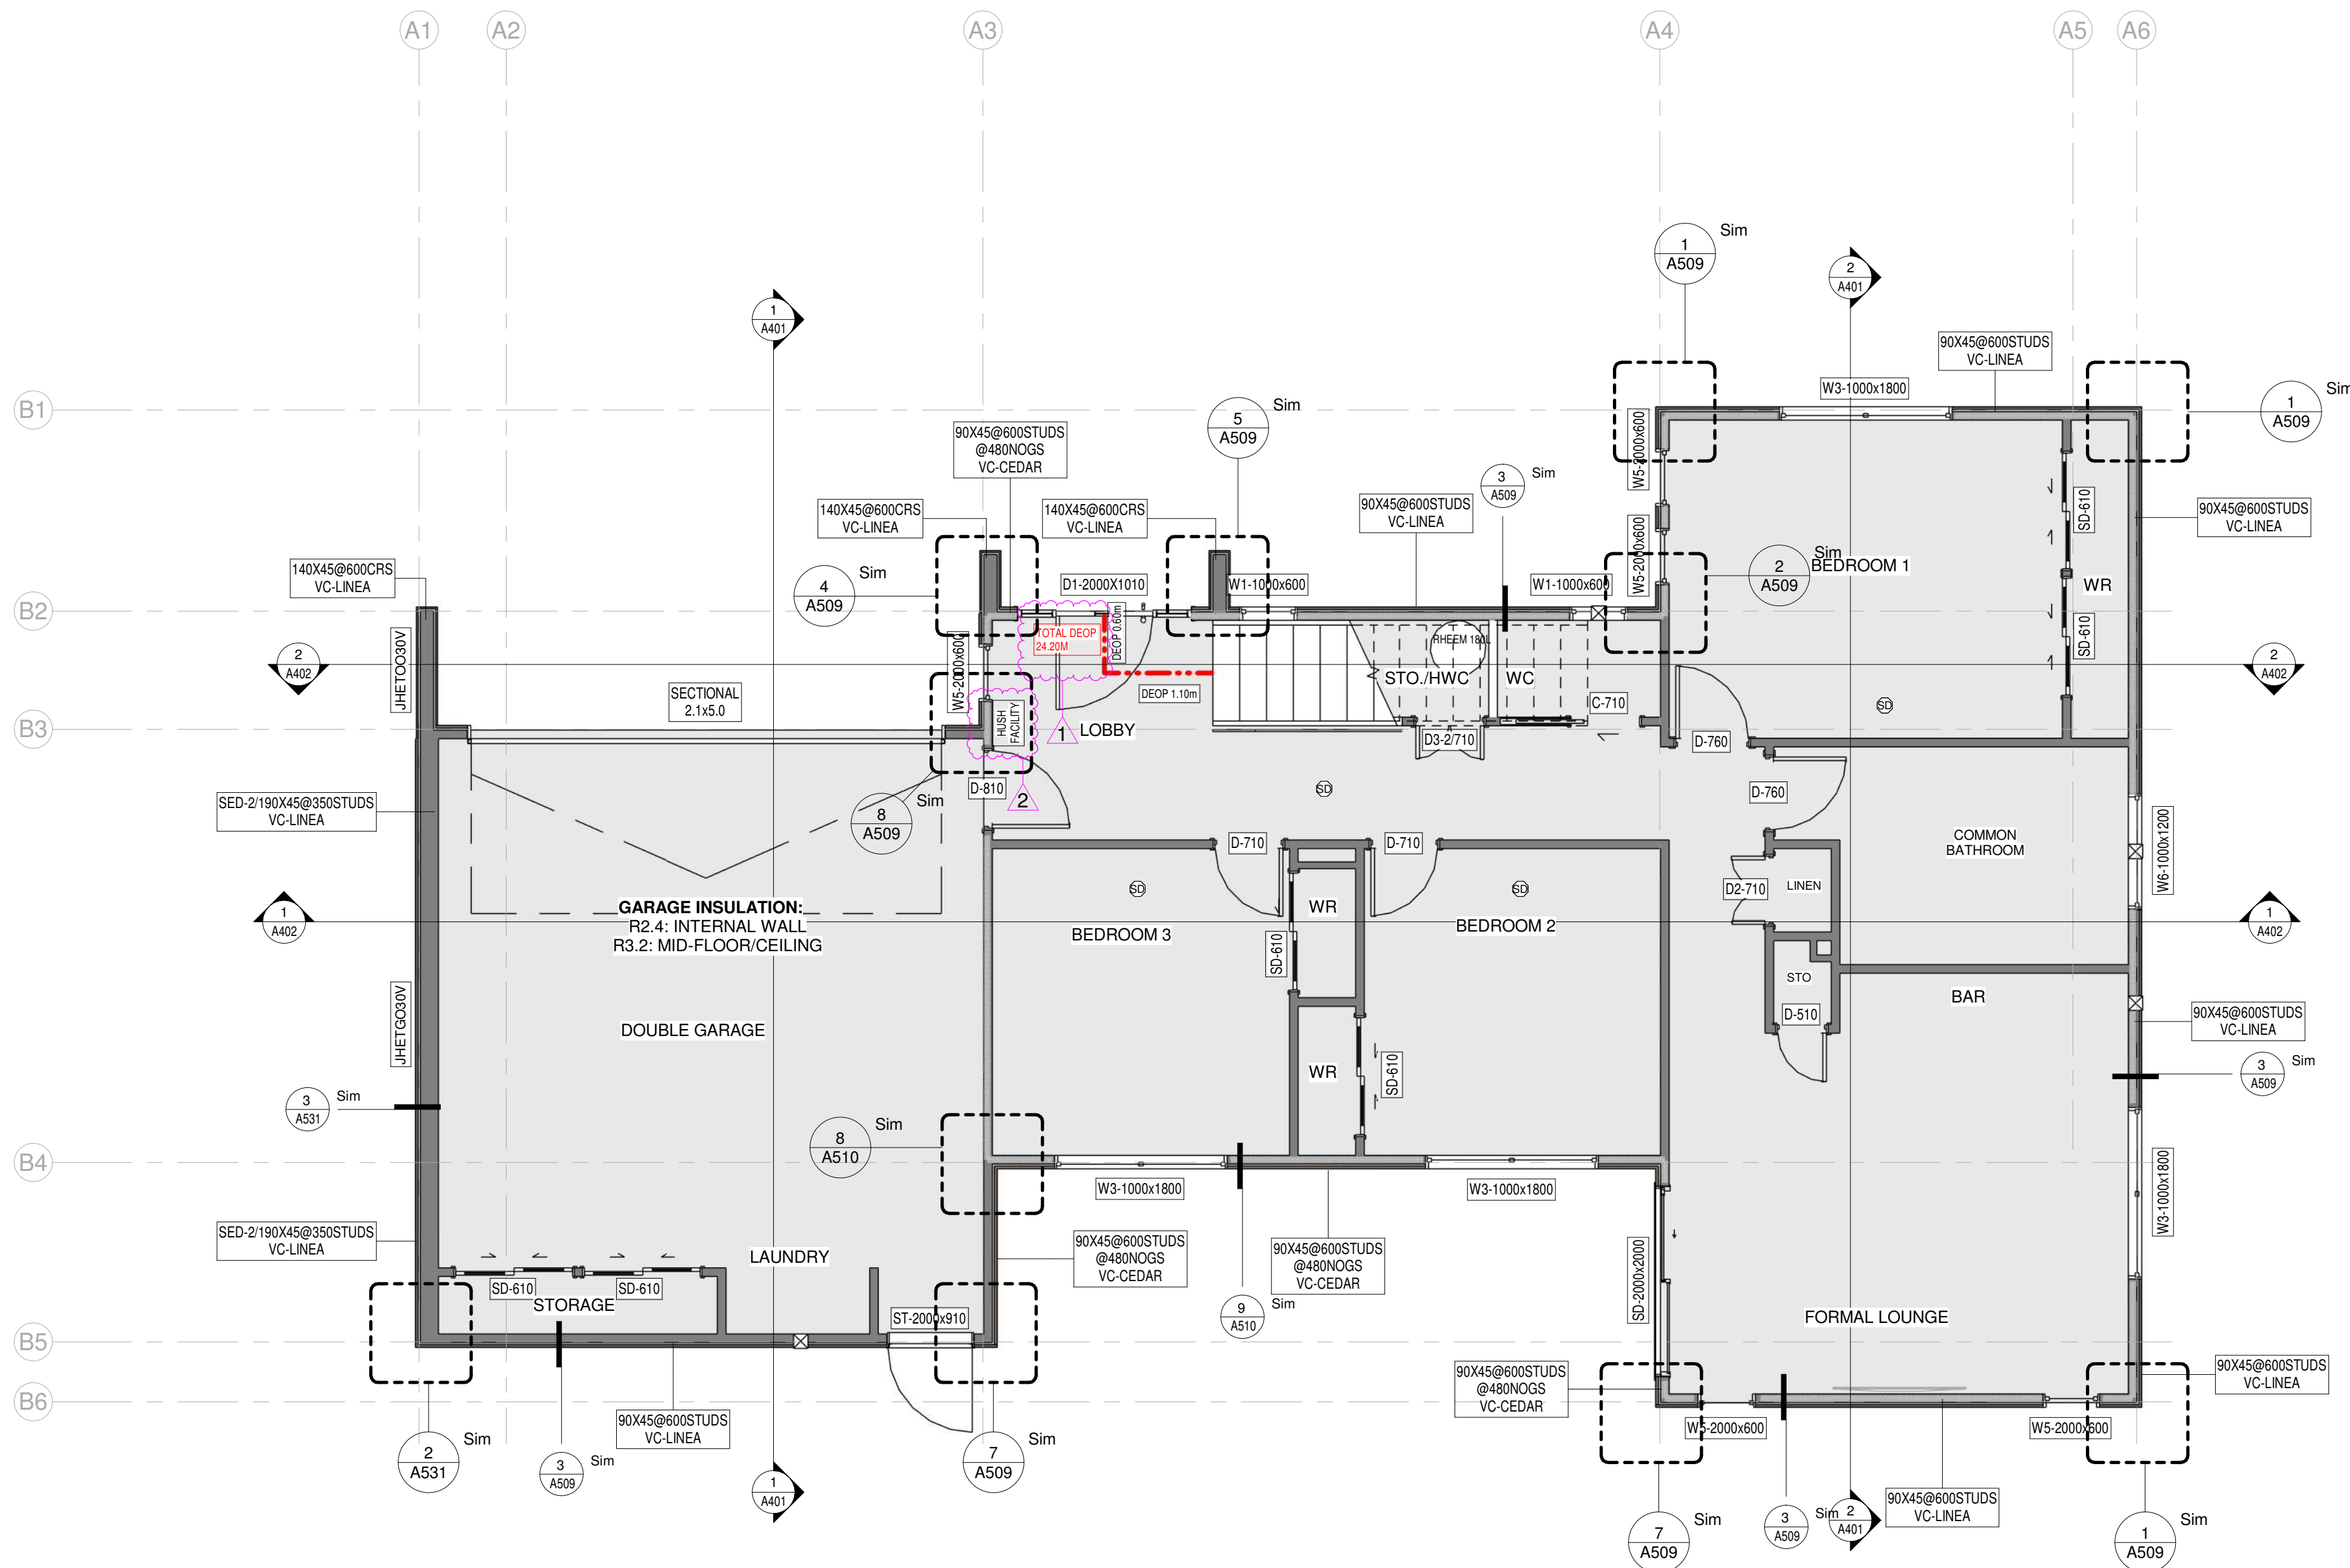 A1
A2
A3
A4
A5
A6
Sim
1
A509
2
A401
1
A401
90X45@600STUDS
VC-LINEA
W3-1000x1800
B1
Sim
1
A509
Sim
5
A509
90X45@600STUDS
@480NOGS
VC-CEDAR
W5-2000x600
3
A509
Sim
90X45@600STUDS
VC-LINEA
SD-610
90X45@600STUDS
VC-LINEA
140X45@600CRS
VC-LINEA
140X45@600CRS
VC-LINEA
W5-2000x600
Sim
2
A509
BEDROOM 1
WR
140X45@600CRS
VC-LINEA
Sim
4
A509
D1-2000X1010
W1-1000x600
W1-1000x600
B2
JHETOO30V
W5-2000x600
TOTAL DEOP
24.20M
DEOP 0.60m
RHEEM 180L
SD-610
2
A402
2
A402
STO./HWC
WC
SECTIONAL
2.1x5.0
DEOP 1.10m
C-710
SD
HUSH
FACILITY
1
LOBBY
B3
D3-2/710
D-760
D-810
2
SD
D-760
SED-2/190X45@350STUDS
VC-LINEA
Sim
8
A509
D-710
D-710
COMMON
BATHROOM
W6-1000x1200
SD
SD
D2-710
LINEN
GARAGE INSULATION:
R2.4: INTERNAL WALL
R3.2: MID-FLOOR/CEILING
WR
1
A402
1
A402
BEDROOM 3
BEDROOM 2
SD-610
STO
BAR
JHETGO30V
DOUBLE GARAGE
D-510
90X45@600STUDS
VC-LINEA
WR
SD-610
3
A531
Sim
3
A509
Sim
Sim
8
A510
B4
W3-1000x1800
W3-1000x1800
W3-1000x1800
SED-2/190X45@350STUDS
VC-LINEA
LAUNDRY
90X45@600STUDS
@480NOGS
VC-CEDAR
90X45@600STUDS
@480NOGS
VC-CEDAR
SD-2000x2000
SD-610
SD-610
STORAGE
ST-2000x910
9
A510
Sim
FORMAL LOUNGE
B5
90X45@600STUDS
@480NOGS
VC-CEDAR
90X45@600STUDS
VC-LINEA
B6
90X45@600STUDS
VC-LINEA
W5-2000x600
W5-2000x600
Sim
2
A531
3
A509
Sim
Sim
7
A509
1
A401
90X45@600STUDS
VC-LINEA
Sim
7
A509
3
A509
Sim
2
A401
Sim
1
A509